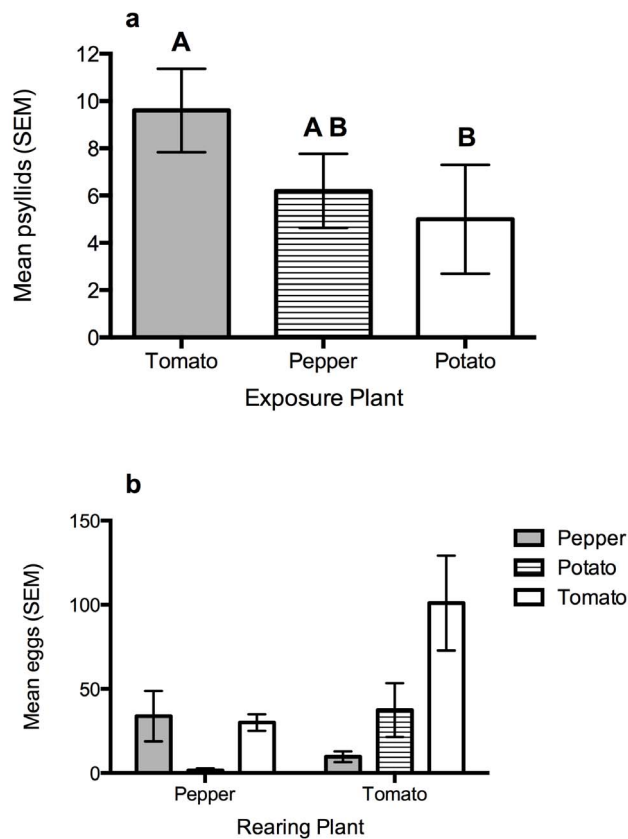 a
A
A B
B
12
10
8
6
4
2
0
Mean psyllids (SEM)
Tomato Pepper Potato
Exposure Plant
b
150
100
50
0
Mean eggs (SEM)
Pepper
Potato
Tomato
Pepper Tomato
Rearing Plant